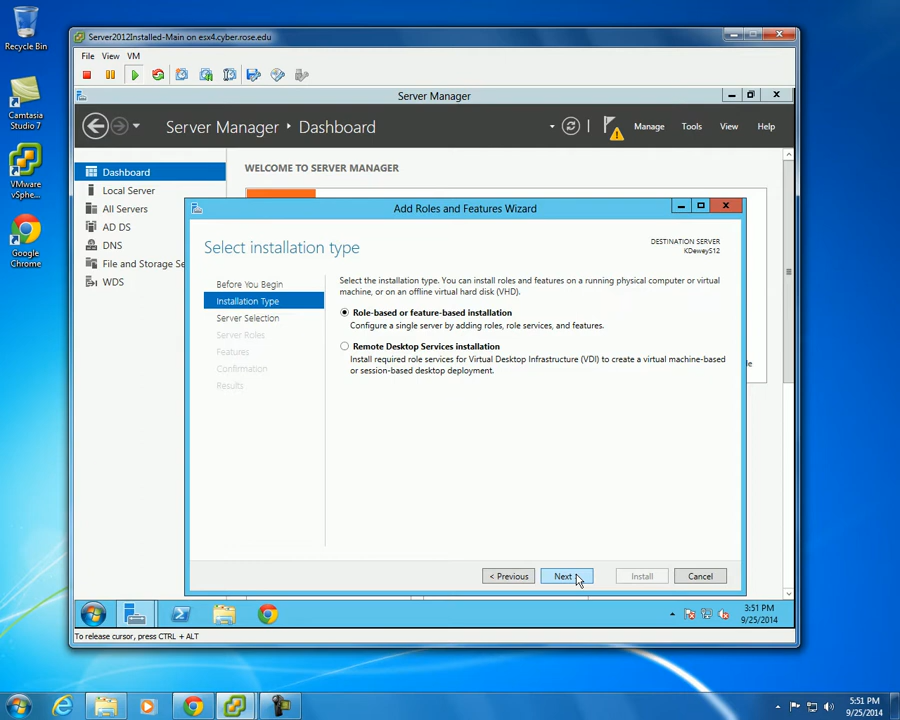 Recycle Bin
Camtasia
Studio 7
VMware
vSphe...
Google
Chrome
Server2012Installed-Main on esx4.cyber.rose.edu
File View VM
Server Manager
Server Manager • Dashboard
Manage Tools View Help
Dashboard
Local Server
All Servers
AD DS
DNS
File and Storage Se
WDS
WELCOME TO SERVER MANAGER
Add Roles and Features Wizard
Select installation type
DESTINATION SERVER
KDeweyS12
Before You Begin
Installation Type
Server Selection
Server Roles
Features
Confirmation
Results
Select the installation type. You can install roles and features on a running physical computer or virtual
machine, or on an offline virtual hard disk (VHD).
Role-based or feature-based installation
Configure a single server by adding roles, role services, and features.
Remote Desktop Services installation
Install required role services for Virtual Desktop Infrastructure (VDI) to create a virtual machine-based
or session-based desktop deployment.
< Previous Next Install Cancel
3:51 PM
9/25/2014
To release cursor, press CTRL + ALT
5:51 PM
9/25/2014